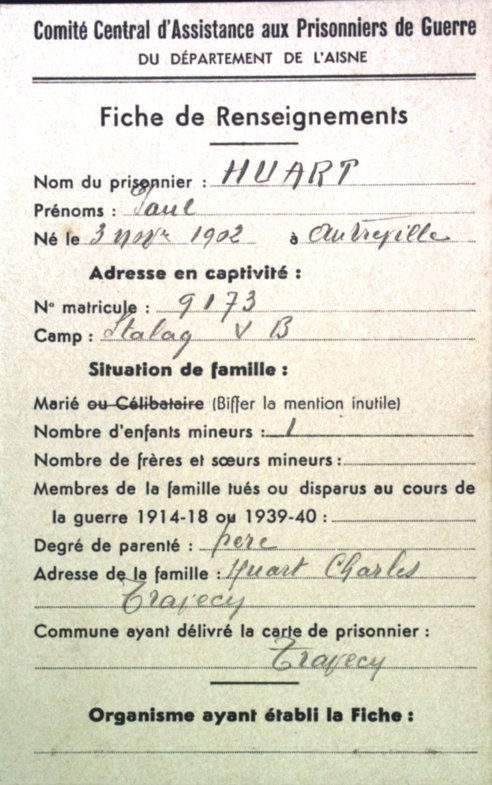 Comité Central d'Assistance aux Prisonniers de Guerre
DU DÉPARTEMENT DE L'AISNE
Fiche de Renseignements
Nom du prisonnier : HUART
Prénoms : Paul
Né le 3 nov. 1902 à Autreville
Adresse en captivité :
No matricule : 9173
Camp : Stalag V B
Situation de famille :
Marié ou Célibataire (Biffer la mention inutile)
Nombre d'enfants mineurs : 1
Nombre de frères et sœurs mineurs :
Membres de la famille tués ou disparus au cours de
la guerre 1914-18 ou 1939-40 :
Degré de parenté : père
Adresse de la famille : Huart Charles
Travecy
Commune ayant délivré la carte de prisonnier :
Travecy
Organisme ayant établi la Fiche :